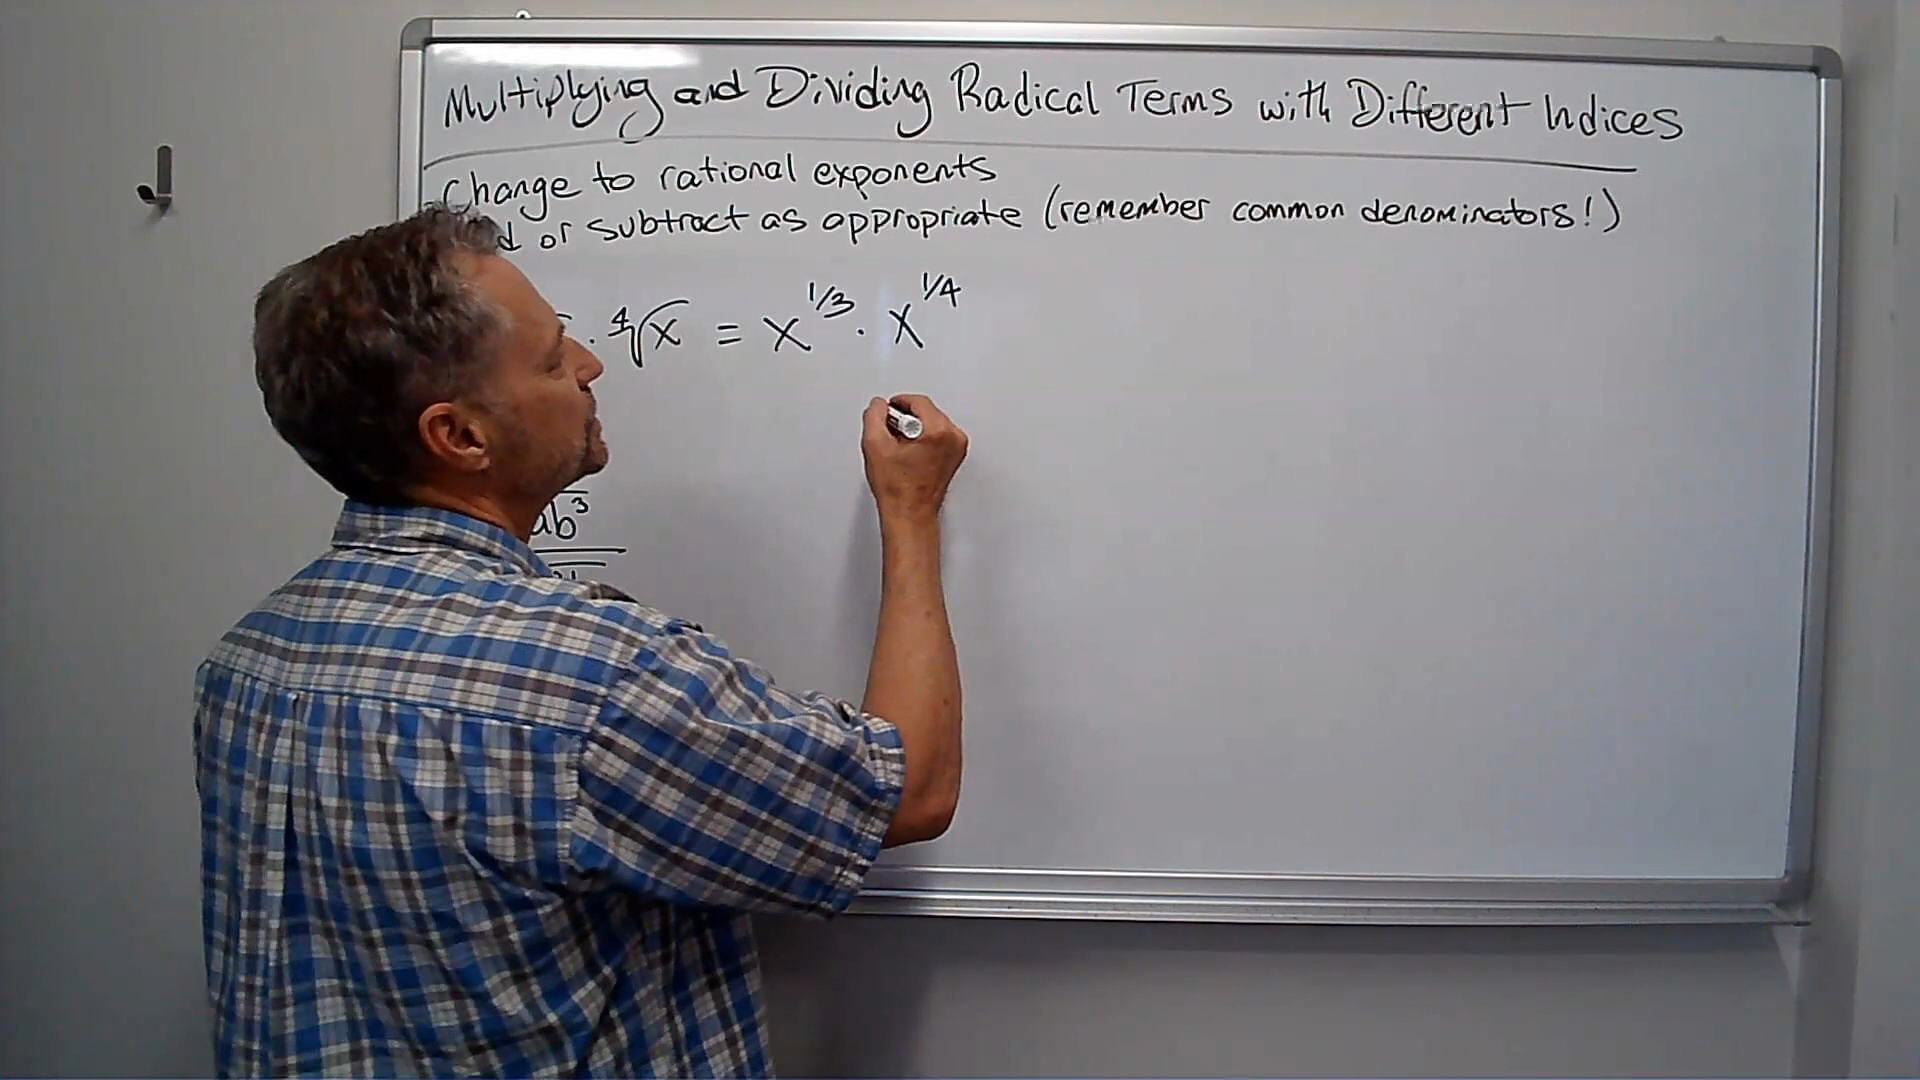 Multiplying and Dividing Radical Terms with Different Indices
Change to rational exponents
or subtract as appropriate (remember common denominators!)
· ∜x = x^1/3 · x^1/4
ab³